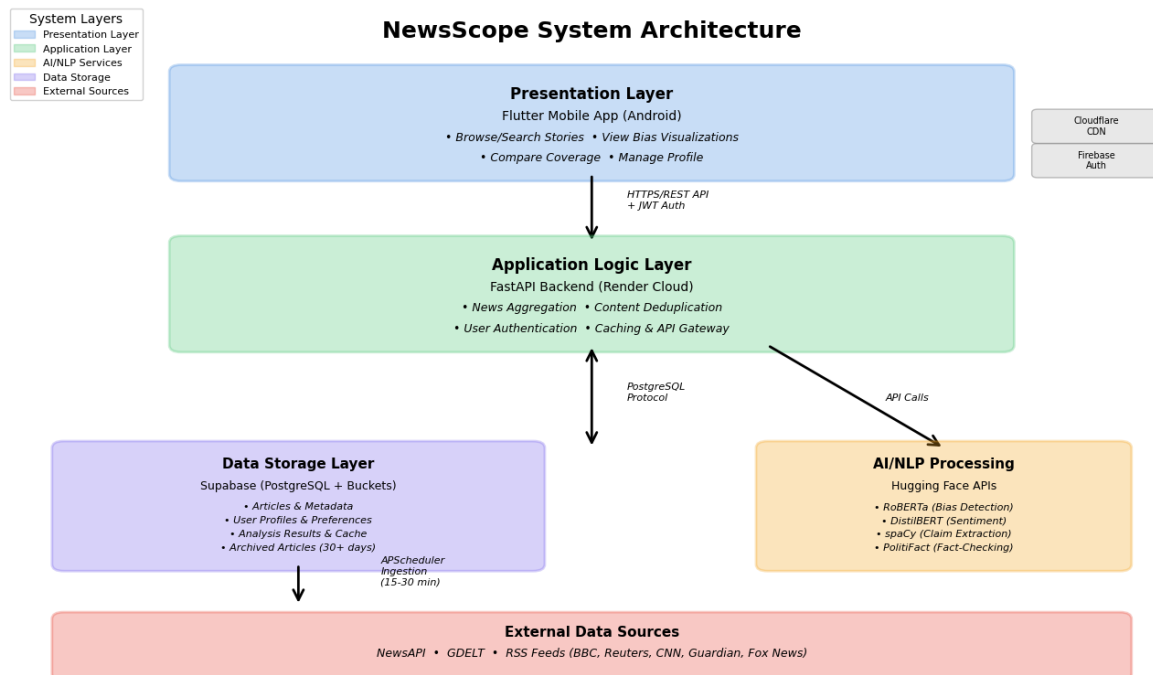 System Layers
Presentation Layer
Application Layer
AI/NLP Services
Data Storage
External Sources
NewsScope System Architecture
Presentation Layer
Flutter Mobile App (Android)
• Browse/Search Stories • View Bias Visualizations
• Compare Coverage • Manage Profile
Cloudflare
CDN
Firebase
Auth
HTTPS/REST API
+ JWT Auth
Application Logic Layer
FastAPI Backend (Render Cloud)
• News Aggregation • Content Deduplication
• User Authentication • Caching & API Gateway
PostgreSQL
Protocol
API Calls
Data Storage Layer
Supabase (PostgreSQL + Buckets)
• Articles & Metadata
• User Profiles & Preferences
• Analysis Results & Cache
• Archived Articles (30+ days)
AI/NLP Processing
Hugging Face APIs
• RoBERTa (Bias Detection)
• DistilBERT (Sentiment)
• spaCy (Claim Extraction)
• PolitiFact (Fact-Checking)
APScheduler
Ingestion
(15-30 min)
External Data Sources
NewsAPI • GDELT • RSS Feeds (BBC, Reuters, CNN, Guardian, Fox News)